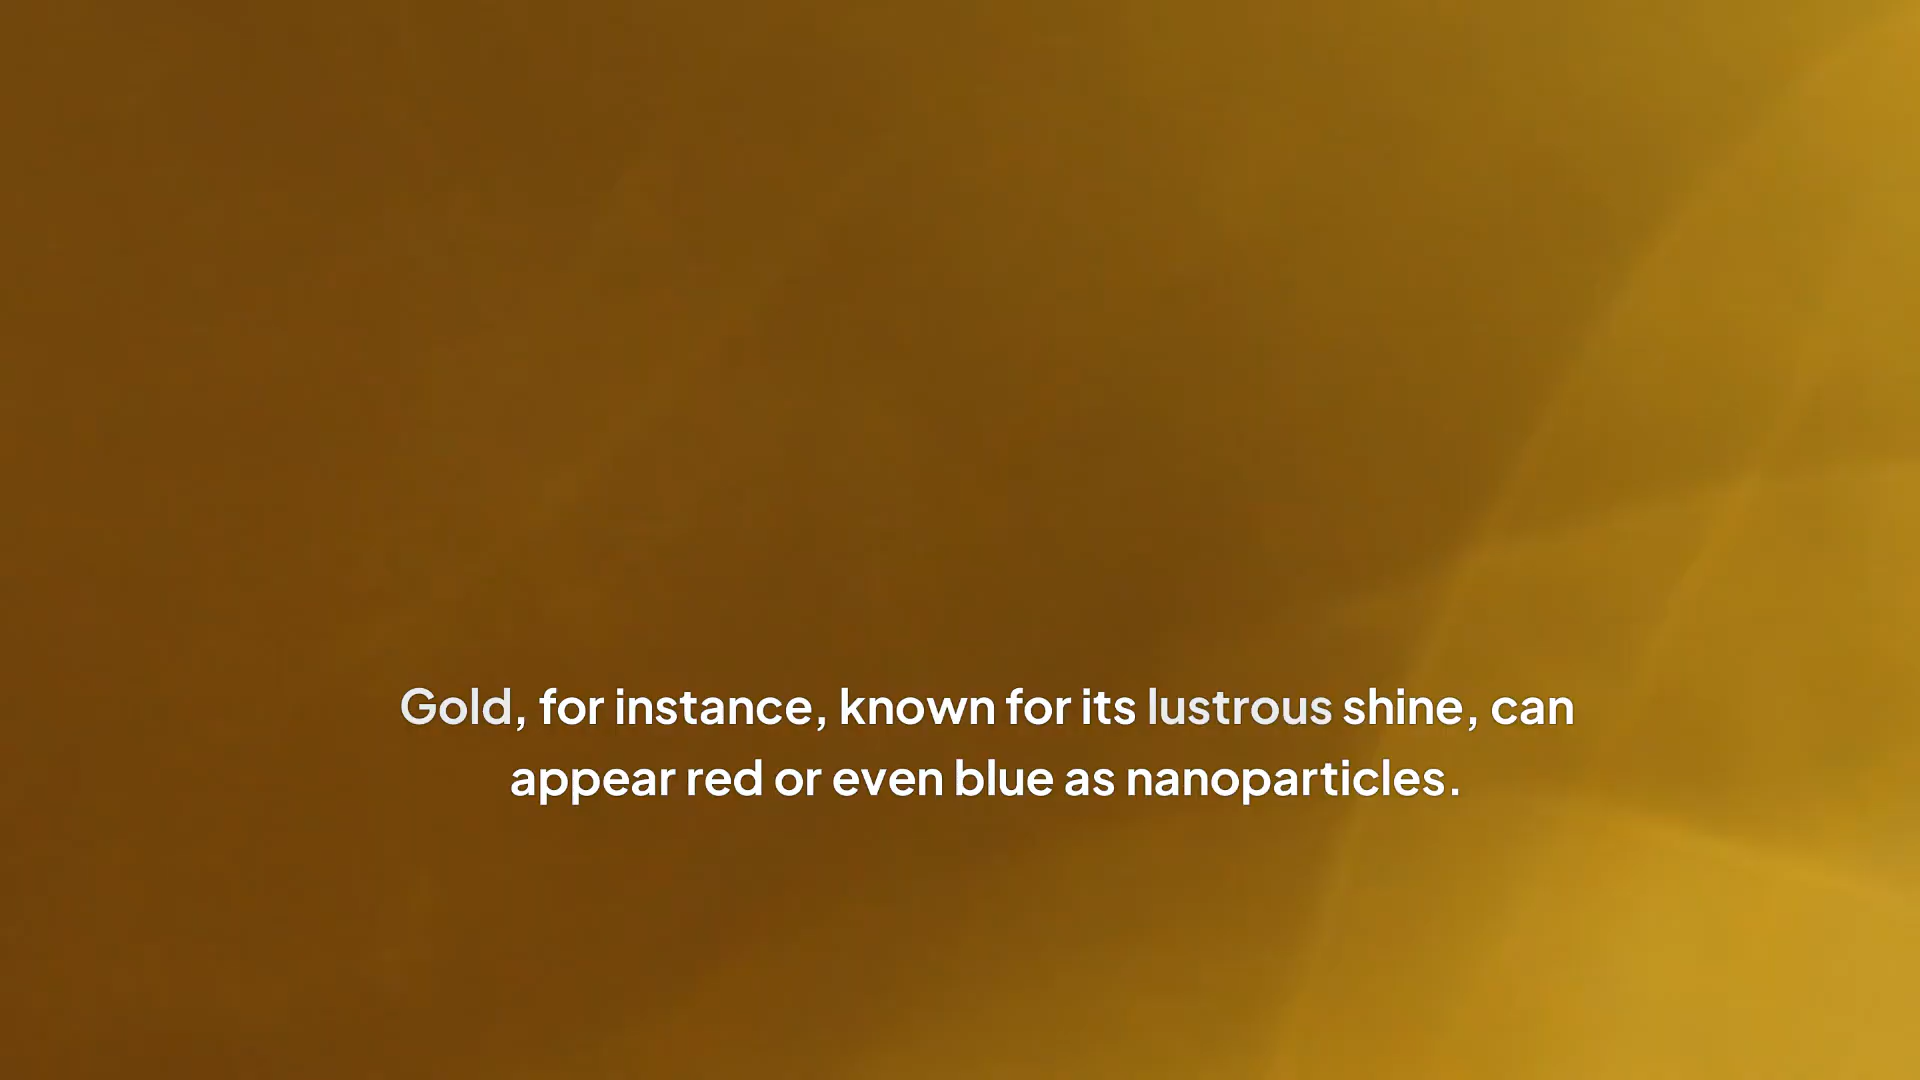 Gold, for instance, known for its lustrous shine, can
appear red or even blue as nanoparticles.